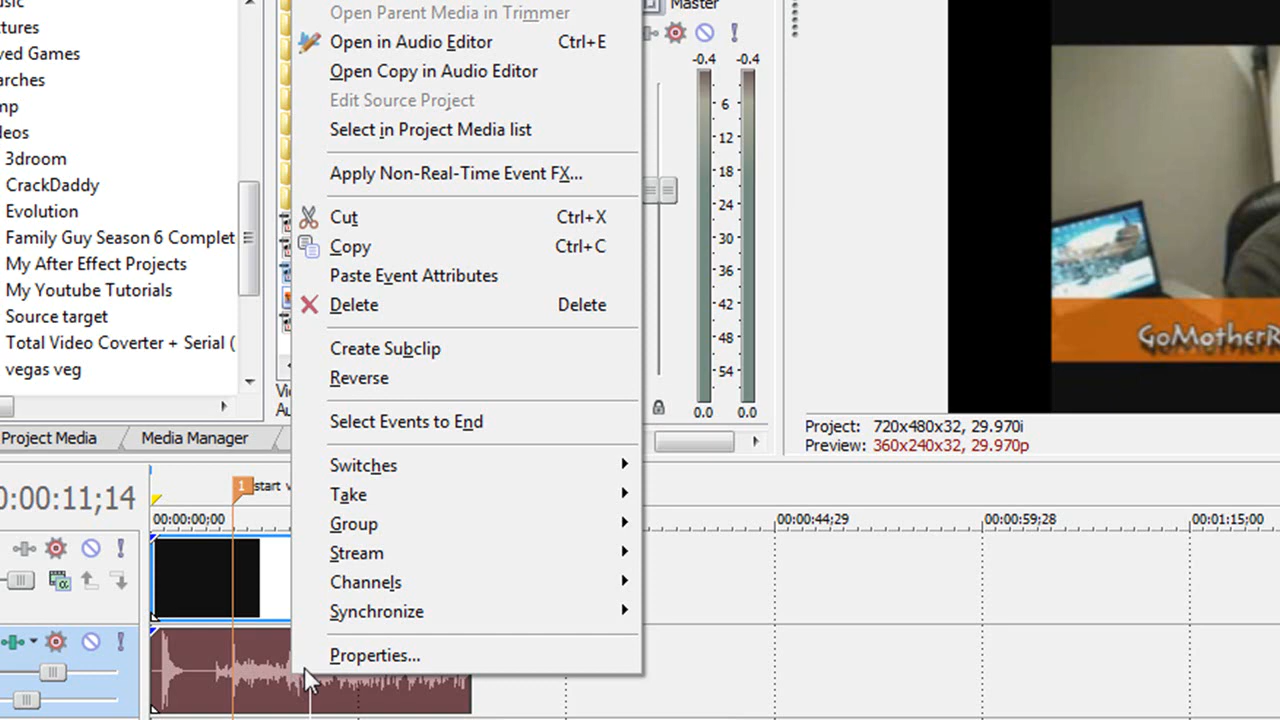 ctures
ved Games
arches
mp
eos
3droom
CrackDaddy
Evolution
Family Guy Season 6 Complet
My After Effect Projects
My Youtube Tutorials
Source target
Total Video Coverter + Serial (
vegas veg
Project Media
Media Manager
Open Parent Media in Trimmer
Open in Audio Editor Ctrl+E
Open Copy in Audio Editor
Edit Source Project
Select in Project Media list
Apply Non-Real-Time Event FX...
Cut Ctrl+X
Copy Ctrl+C
Paste Event Attributes
Delete Delete
Create Subclip
Reverse
Select Events to End
Switches
Take
Group
Stream
Channels
Synchronize
Properties...
Master
-0.4 -0.4
6
12
18
24
30
36
42
48
54
0.0 0.0
GoMotherR
Project: 720x480x32, 29.970i
Preview: 360x240x32, 29.970p
0:00:11;14
1 start v
00:00:00;00
00:00:44;29
00:00:59;28
00:01:15;00